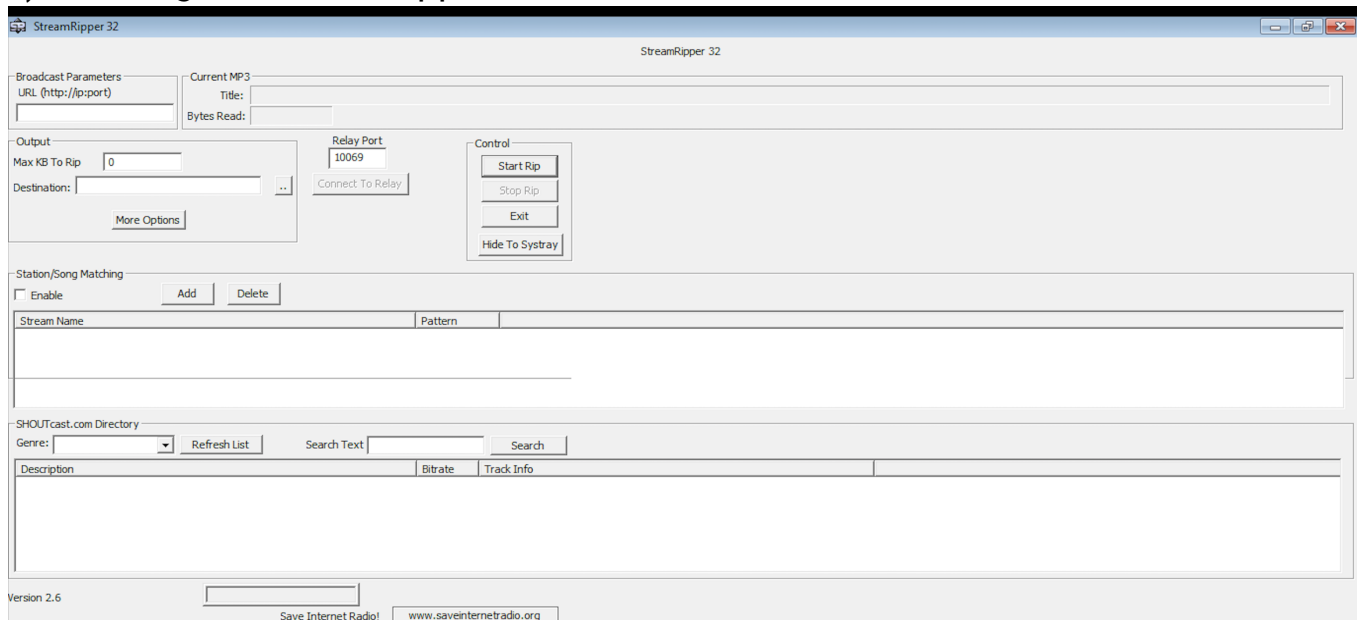 StreamRipper 32
StreamRipper 32
Broadcast Parameters
URL (http://ip:port)
Current MP3
Title:
Bytes Read:
Output
Max KB To Rip 0
Destination: ..
More Options
Relay Port
10069
Connect To Relay
Control
Start Rip
Stop Rip
Exit
Hide To Systray
Station/Song Matching
Enable Add Delete
Stream Name Pattern
SHOUTcast.com Directory
Genre: Refresh List Search Text Search
Description Bitrate Track Info
Version 2.6
Save Internet Radio! www.saveinternetradio.org